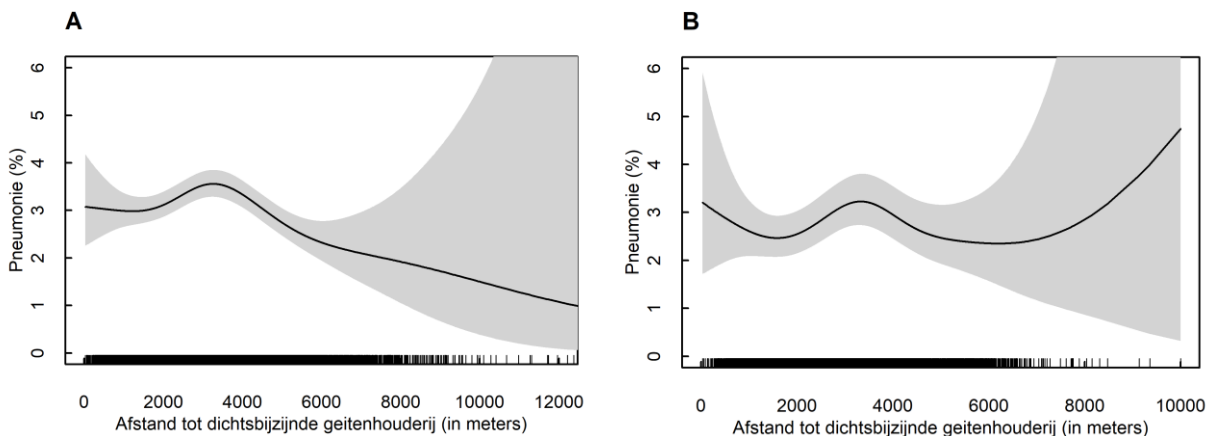 A
Pneumonie (%)
6
5
4
3
2
1
0
0 2000 4000 6000 8000 10000 12000
Afstand tot dichtsbijzijnde geitenhouderij (in meters)
B
Pneumonie (%)
6
5
4
3
2
1
0
0 2000 4000 6000 8000 10000
Afstand tot dichtsbijzijnde geitenhouderij (in meters)